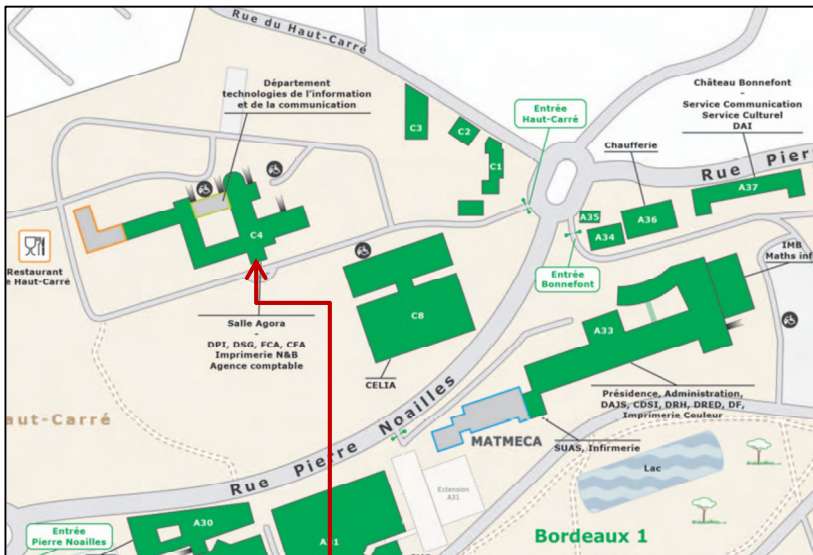 Rue du Haut-Carré
Département
technologies de l'information
et de la communication
C3
C2
C1
Entrée
Haut-Carré
Château Bonnefont
-
Service Communication
Service Culturel
DAI
Chaufferie
Rue Pier
A37
A35
A36
A34
Entrée
Bonnefont
IMB
Maths inf
C4
Restaurant
e Haut-Carré
Salle Agora
-
DPI, DSG, FCA, CFA
Imprimerie N&B
Agence comptable
C8
CELIA
A33
Présidence, Administration,
DAJS, CDSI, DRH, DRED, DF,
Imprimerie Couleur
aut-Carré
Rue Pierre Noailles
MATMECA
SUAS, Infirmerie
Lac
Extension
A31
Entrée
Pierre Noailles
A30
A31
Bordeaux 1